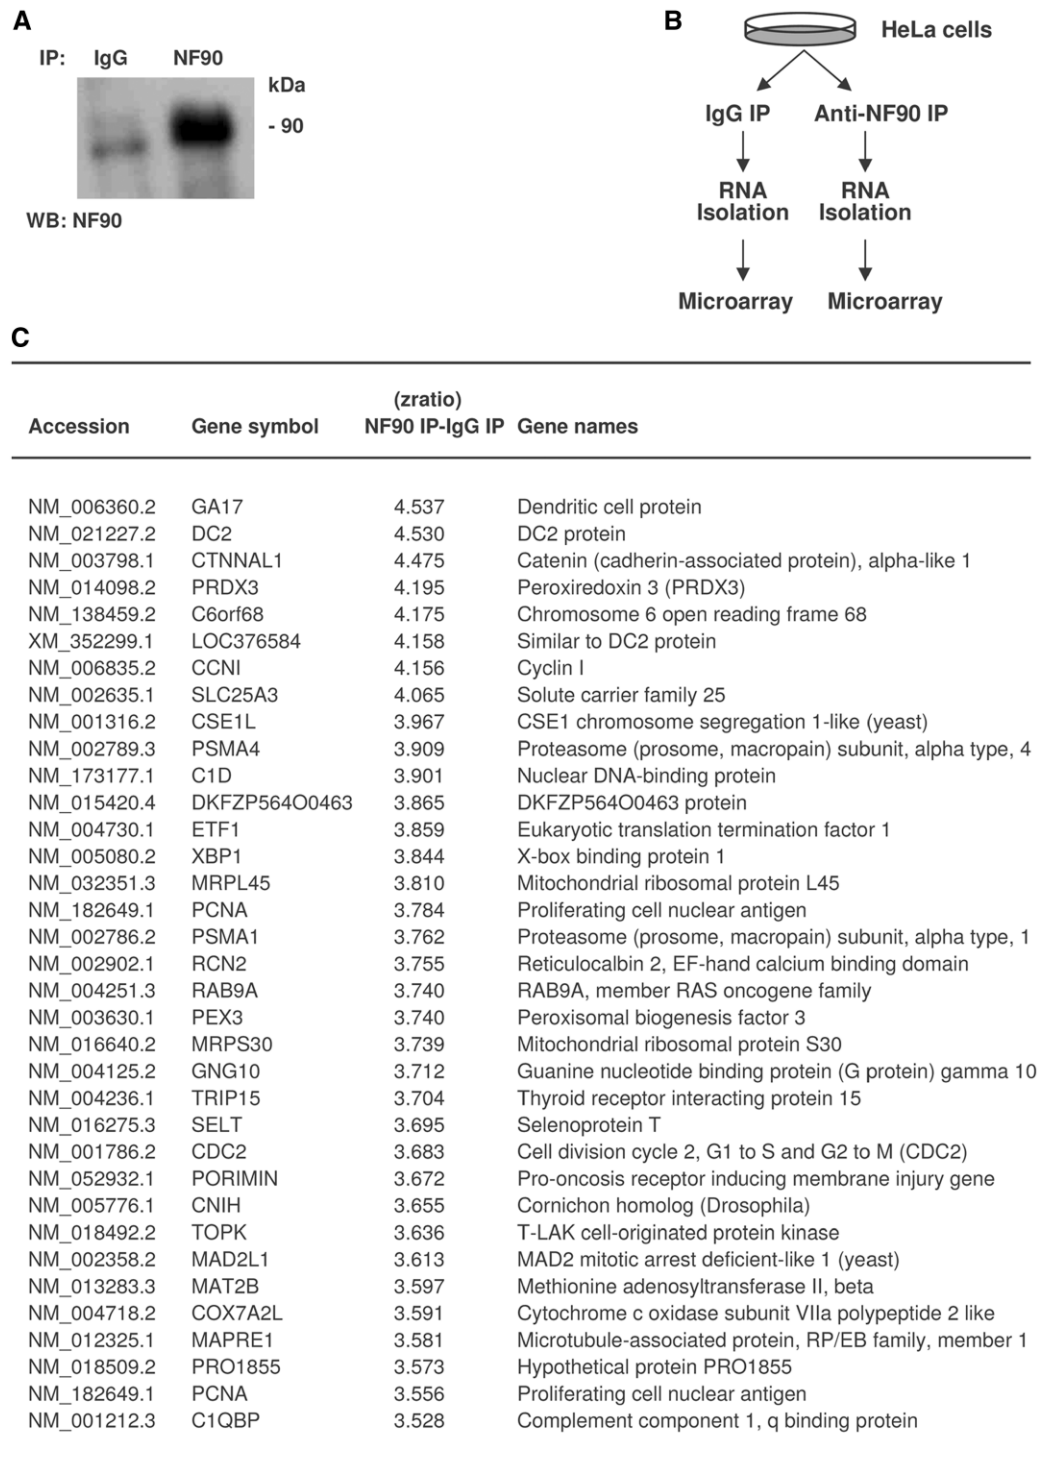 A
IP: IgG NF90
kDa
- 90
WB: NF90
B
HeLa cells
IgG IP Anti-NF90 IP
RNA Isolation RNA Isolation
Microarray Microarray
C
(zratio)
Accession Gene symbol NF90 IP-IgG IP Gene names
NM_006360.2 GA17 4.537 Dendritic cell protein
NM_021227.2 DC2 4.530 DC2 protein
NM_003798.1 CTNNAL1 4.475 Catenin (cadherin-associated protein), alpha-like 1
NM_014098.2 PRDX3 4.195 Peroxiredoxin 3 (PRDX3)
NM_138459.2 C6orf68 4.175 Chromosome 6 open reading frame 68
XM_352299.1 LOC376584 4.158 Similar to DC2 protein
NM_006835.2 CCNI 4.156 Cyclin I
NM_002635.1 SLC25A3 4.065 Solute carrier family 25
NM_001316.2 CSE1L 3.967 CSE1 chromosome segregation 1-like (yeast)
NM_002789.3 PSMA4 3.909 Proteasome (prosome, macropain) subunit, alpha type, 4
NM_173177.1 C1D 3.901 Nuclear DNA-binding protein
NM_015420.4 DKFZP564O0463 3.865 DKFZP564O0463 protein
NM_004730.1 ETF1 3.859 Eukaryotic translation termination factor 1
NM_005080.2 XBP1 3.844 X-box binding protein 1
NM_032351.3 MRPL45 3.810 Mitochondrial ribosomal protein L45
NM_182649.1 PCNA 3.784 Proliferating cell nuclear antigen
NM_002786.2 PSMA1 3.762 Proteasome (prosome, macropain) subunit, alpha type, 1
NM_002902.1 RCN2 3.755 Reticulocalbin 2, EF-hand calcium binding domain
NM_004251.3 RAB9A 3.740 RAB9A, member RAS oncogene family
NM_003630.1 PEX3 3.740 Peroxisomal biogenesis factor 3
NM_016640.2 MRPS30 3.739 Mitochondrial ribosomal protein S30
NM_004125.2 GNG10 3.712 Guanine nucleotide binding protein (G protein) gamma 10
NM_004236.1 TRIP15 3.704 Thyroid receptor interacting protein 15
NM_016275.3 SELT 3.695 Selenoprotein T
NM_001786.2 CDC2 3.683 Cell division cycle 2, G1 to S and G2 to M (CDC2)
NM_052932.1 PORIMIN 3.672 Pro-oncosis receptor inducing membrane injury gene
NM_005776.1 CNIH 3.655 Cornichon homolog (Drosophila)
NM_018492.2 TOPK 3.636 T-LAK cell-originated protein kinase
NM_002358.2 MAD2L1 3.613 MAD2 mitotic arrest deficient-like 1 (yeast)
NM_013283.3 MAT2B 3.597 Methionine adenosyltransferase II, beta
NM_004718.2 COX7A2L 3.591 Cytochrome c oxidase subunit VIIa polypeptide 2 like
NM_012325.1 MAPRE1 3.581 Microtubule-associated protein, RP/EB family, member 1
NM_018509.2 PRO1855 3.573 Hypothetical protein PRO1855
NM_182649.1 PCNA 3.556 Proliferating cell nuclear antigen
NM_001212.3 C1QBP 3.528 Complement component 1, q binding protein